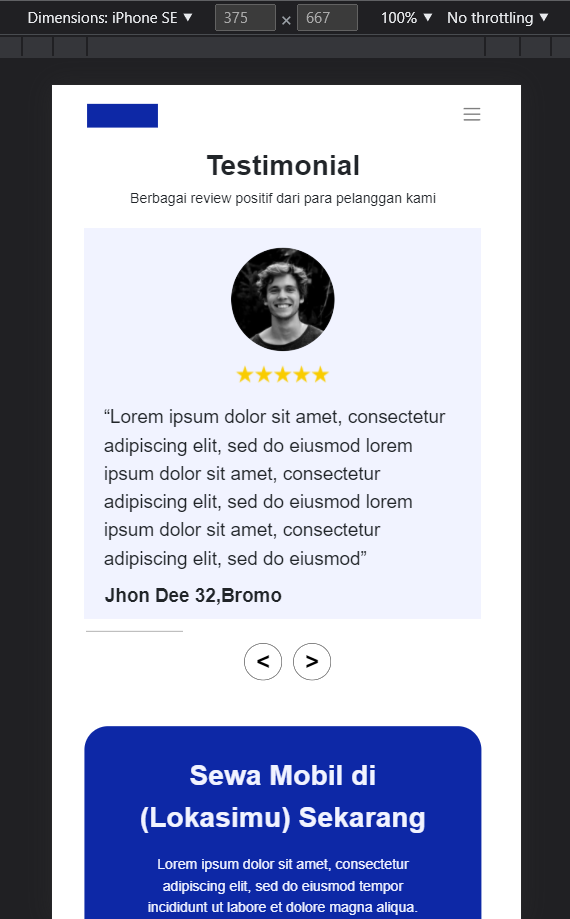 Dimensions: iPhone SE ▼ 375 × 667 100% ▼ No throttling ▼
Testimonial
Berbagai review positif dari para pelanggan kami
“Lorem ipsum dolor sit amet, consectetur
adipiscing elit, sed do eiusmod lorem
ipsum dolor sit amet, consectetur
adipiscing elit, sed do eiusmod lorem
ipsum dolor sit amet, consectetur
adipiscing elit, sed do eiusmod”
Jhon Dee 32,Bromo
< >
Sewa Mobil di
(Lokasimu) Sekarang
Lorem ipsum dolor sit amet, consectetur
adipiscing elit, sed do eiusmod tempor
incididunt ut labore et dolore magna aliqua.